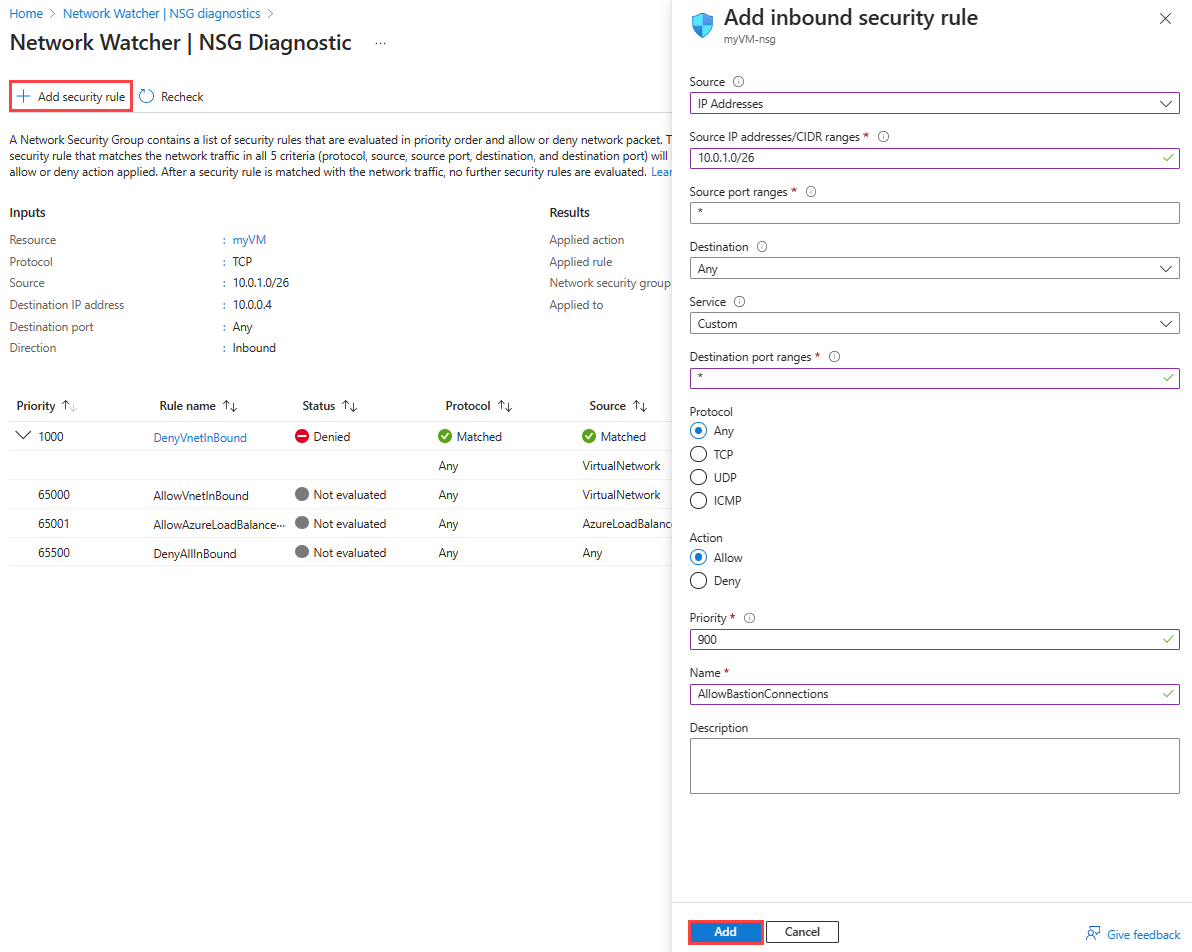 Home > Network Watcher | NSG diagnostics >
Network Watcher | NSG Diagnostic ...
Add security rule Recheck
A Network Security Group contains a list of security rules that are evaluated in priority order and allow or deny network packet. T
security rule that matches the network traffic in all 5 criteria (protocol, source, source port, destination, and destination port) will
allow or deny action applied. After a security rule is matched with the network traffic, no further security rules are evaluated. Lear
Inputs
Resource : myVM
Protocol : TCP
Source : 10.0.1.0/26
Destination IP address : 10.0.0.4
Destination port : Any
Direction : Inbound
Results
Applied action
Applied rule
Network security group
Applied to
Priority Rule name Status Protocol Source
1000 DenyVnetInBound Denied Matched Matched
Any VirtualNetwork
65000 AllowVnetInBound Not evaluated Any VirtualNetwork
65001 AllowAzureLoadBalance··· Not evaluated Any AzureLoadBalanc
65500 DenyAllInBound Not evaluated Any Any
Add inbound security rule
myVM-nsg
Source
IP Addresses
Source IP addresses/CIDR ranges *
10.0.1.0/26
Source port ranges *
*
Destination
Any
Service
Custom
Destination port ranges *
*
Protocol
Any
TCP
UDP
ICMP
Action
Allow
Deny
Priority *
900
Name *
AllowBastionConnections
Description
Add Cancel Give feedback